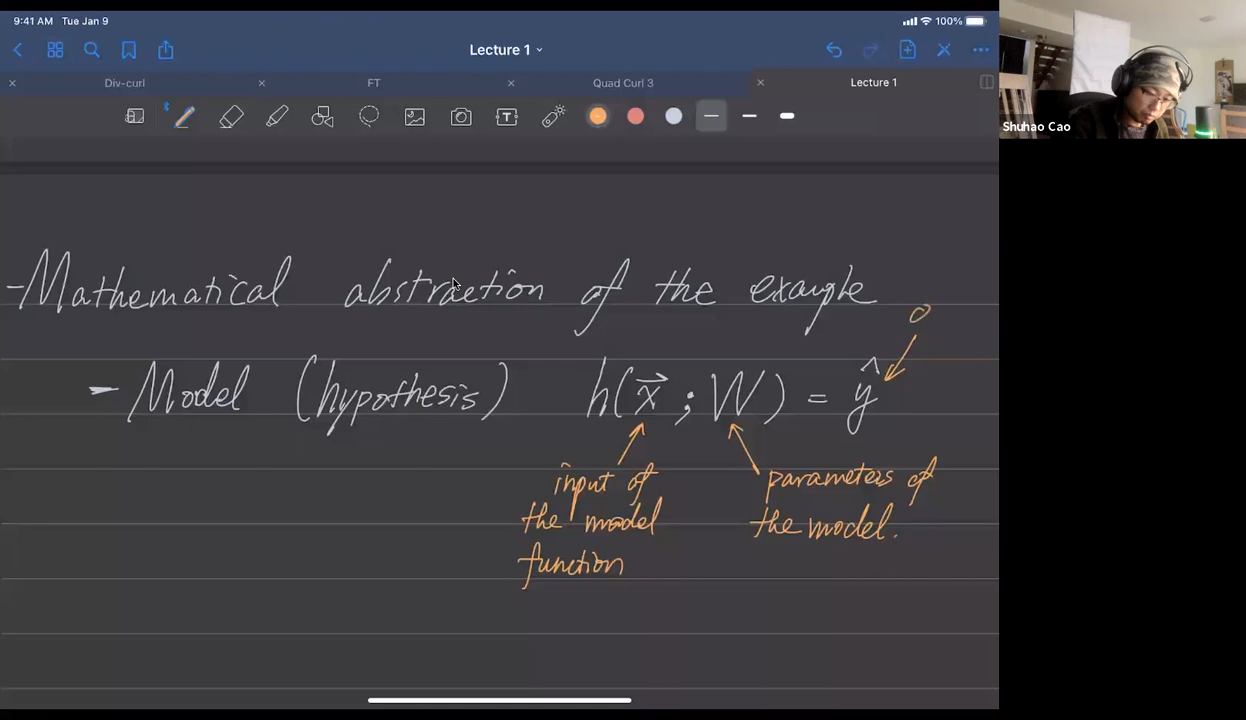 9:41 AM Tue Jan 9
100%
Lecture 1
Div-curl
FT
Quad Curl 3
Lecture 1
Shuhao Cao
- Mathematical abstraction of the example
o
- Model (hypothesis) h(x⃗ ; W) = ŷ
input of
the model
function
parameters of
the model.